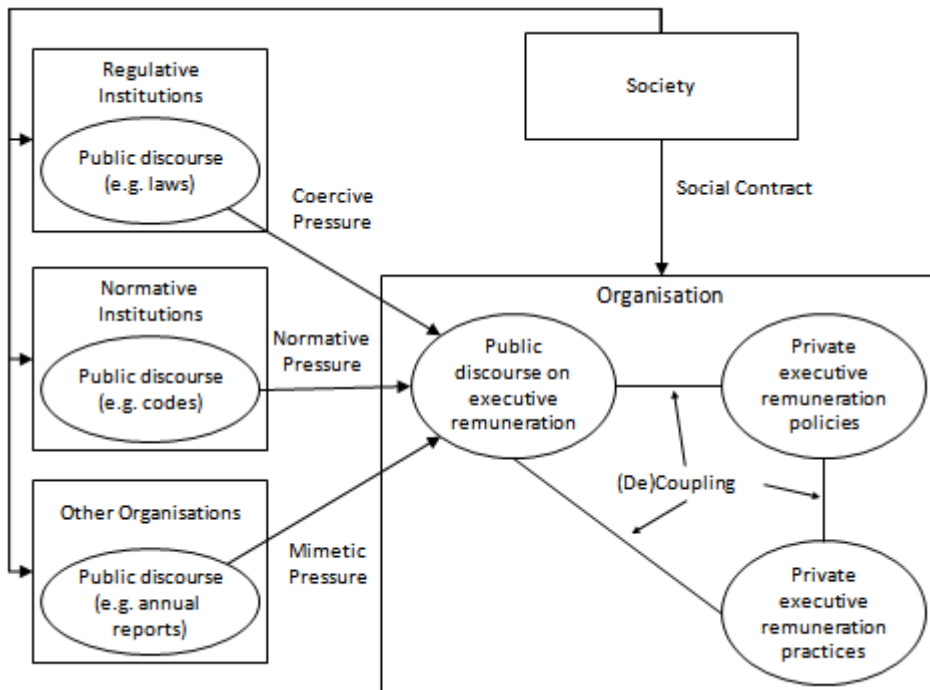 Regulative
Institutions
Public discourse
(e.g. laws)
Society
Coercive
Pressure
Social Contract
Normative
Institutions
Public discourse
(e.g. codes)
Normative
Pressure
Organisation
Public
discourse on
executive
remuneration
Private
executive
remuneration
policies
(De)Coupling
Other Organisations
Public discourse
(e.g. annual
reports)
Mimetic
Pressure
Private
executive
remuneration
practices